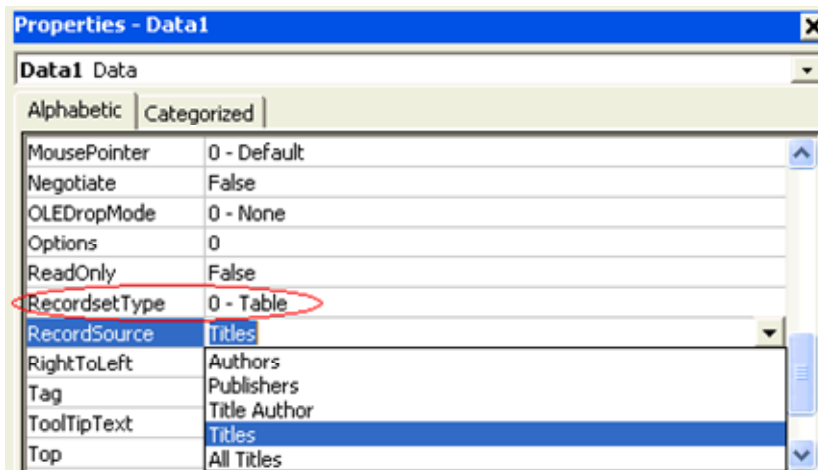 Properties - Data1
Data1 Data
Alphabetic Categorized
MousePointer 0 - Default
Negotiate False
OLEDropMode 0 - None
Options 0
ReadOnly False
RecordsetType 0 - Table
RecordSource Titles
RightToLeft Authors
Publishers
Tag
Title Author
ToolTipText
Titles
Top All Titles